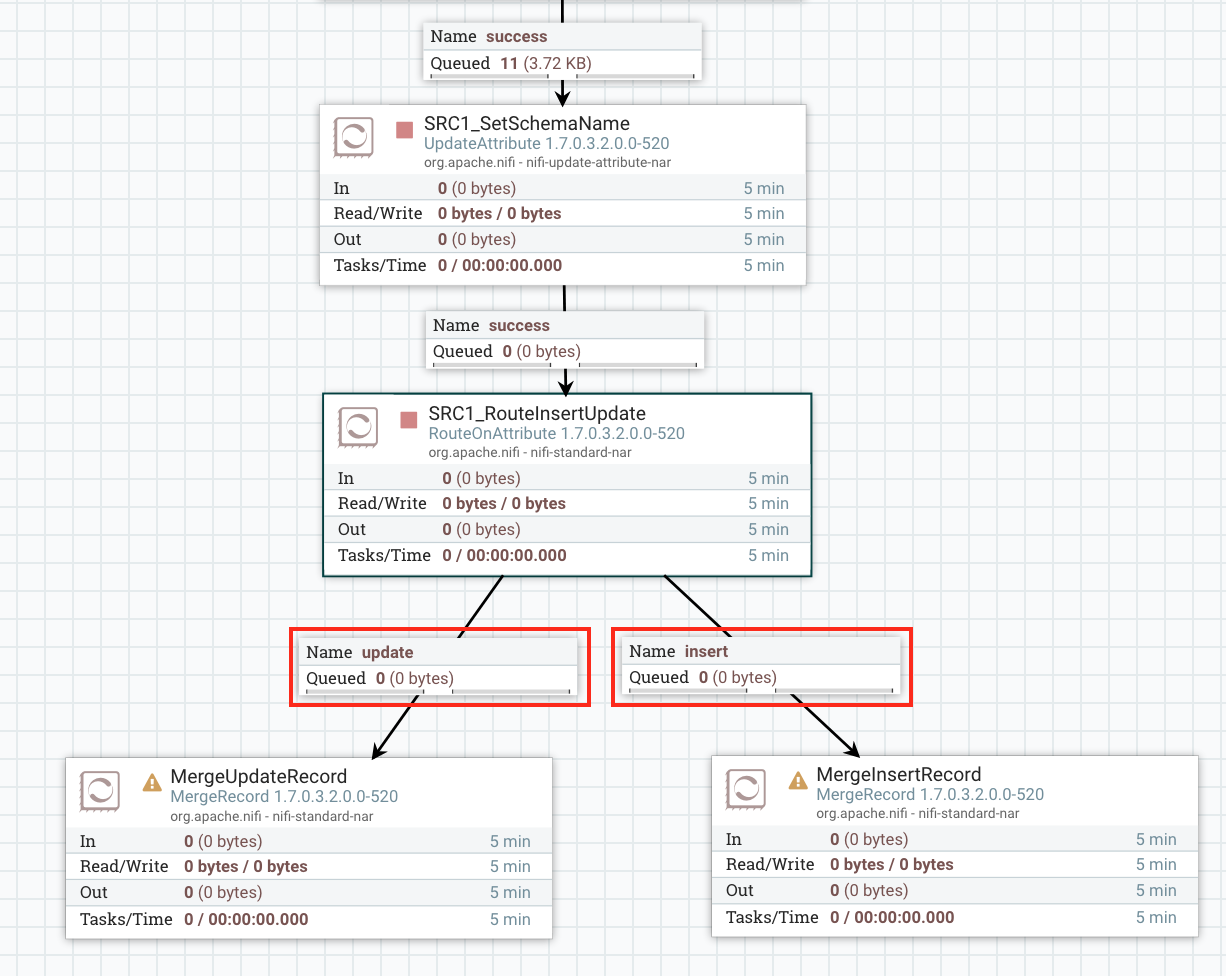 Name success
Queued 11 (3.72 KB)
SRC1_SetSchemaName
UpdateAttribute 1.7.0.3.2.0.0-520
org.apache.nifi - nifi-update-attribute-nar
In 0 (0 bytes) 5 min
Read/Write 0 bytes / 0 bytes 5 min
Out 0 (0 bytes) 5 min
Tasks/Time 0 / 00:00:00.000 5 min
Name success
Queued 0 (0 bytes)
SRC1_RouteInsertUpdate
RouteOnAttribute 1.7.0.3.2.0.0-520
org.apache.nifi - nifi-standard-nar
In 0 (0 bytes) 5 min
Read/Write 0 bytes / 0 bytes 5 min
Out 0 (0 bytes) 5 min
Tasks/Time 0 / 00:00:00.000 5 min
Name update
Queued 0 (0 bytes)
Name insert
Queued 0 (0 bytes)
MergeUpdateRecord
MergeRecord 1.7.0.3.2.0.0-520
org.apache.nifi - nifi-standard-nar
In 0 (0 bytes) 5 min
Read/Write 0 bytes / 0 bytes 5 min
Out 0 (0 bytes) 5 min
Tasks/Time 0 / 00:00:00.000 5 min
MergeInsertRecord
MergeRecord 1.7.0.3.2.0.0-520
org.apache.nifi - nifi-standard-nar
In 0 (0 bytes) 5 min
Read/Write 0 bytes / 0 bytes 5 min
Out 0 (0 bytes) 5 min
Tasks/Time 0 / 00:00:00.000 5 min